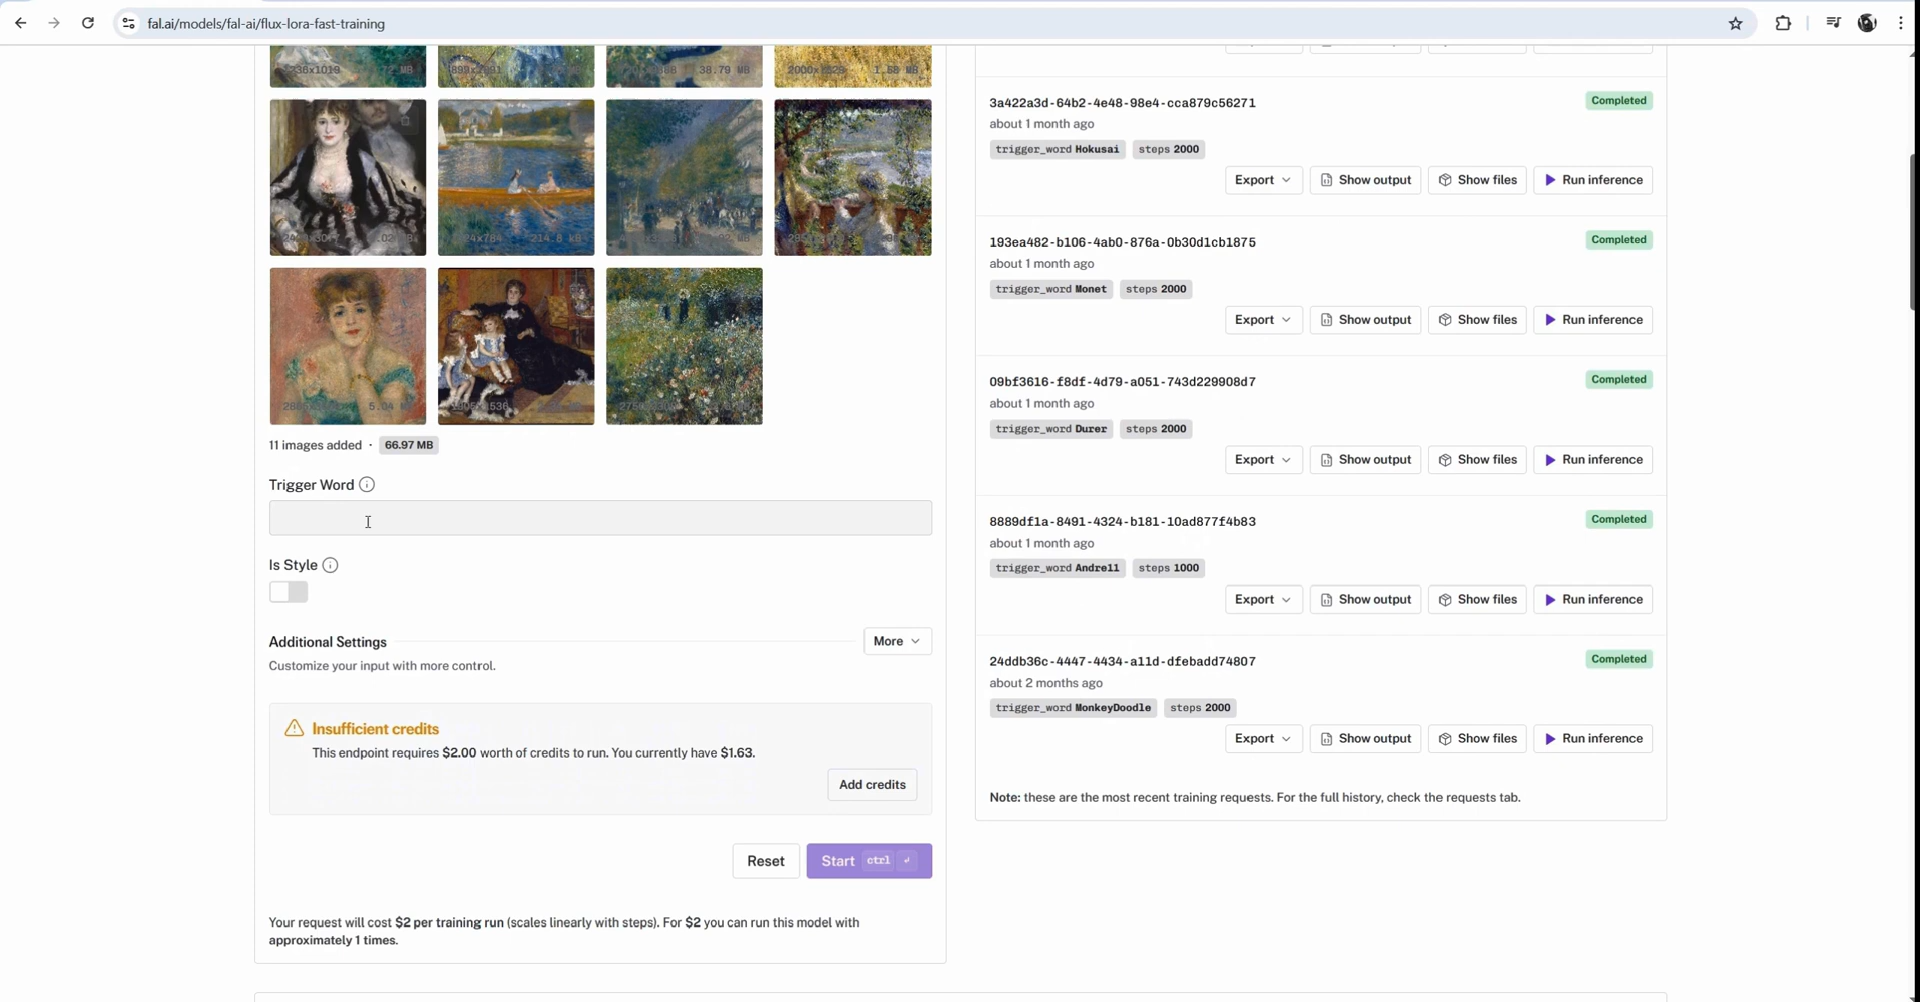 fal.ai/models/fal-ai/flux-lora-fast-training
38.79 MB
11 images added · 66.97 MB
Trigger Word
Is Style
Additional Settings
More
Customize your input with more control.
Insufficient credits
This endpoint requires $2.00 worth of credits to run. You currently have $1.63.
Add credits
Reset
Start ctrl
Your request will cost $2 per training run (scales linearly with steps). For $2 you can run this model with
approximately 1 times.
3a422a3d-64b2-4e48-98e4-cca879c56271
Completed
about 1 month ago
trigger_word Hokusai steps 2000
Export Show output Show files Run inference
193ea482-b106-4ab0-876a-0b30d1cb1875
Completed
about 1 month ago
trigger_word Monet steps 2000
Export Show output Show files Run inference
09bf3616-f8df-4d79-a051-743d229908d7
Completed
about 1 month ago
trigger_word Durer steps 2000
Export Show output Show files Run inference
8889df1a-8491-4324-b181-10ad877f4b83
Completed
about 1 month ago
trigger_word Andre11 steps 1000
Export Show output Show files Run inference
24ddb36c-4447-4434-a11d-dfebadd74807
Completed
about 2 months ago
trigger_word MonkeyDoodle steps 2000
Export Show output Show files Run inference
Note: these are the most recent training requests. For the full history, check the requests tab.